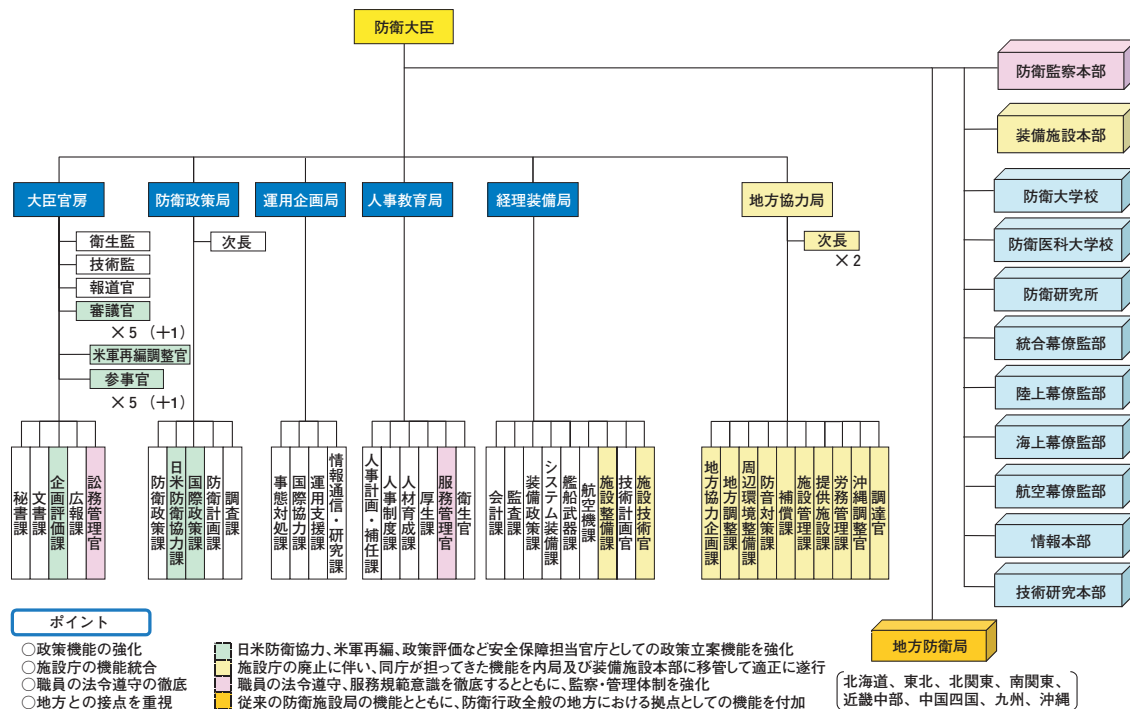 防衛大臣
防衛監察本部
装備施設本部
防衛大学校
防衛医科大学校
防衛研究所
統合幕僚監部
陸上幕僚監部
海上幕僚監部
航空幕僚監部
情報本部
技術研究本部
地方防衛局
北海道、東北、北関東、南関東、
近畿中部、中国四国、九州、沖縄
大臣官房
衛生監
技術監
報道官
審議官
×5（+1）
米軍再編調整官
参事官
×5（+1）
秘書課
文書課
企画評価課
広報課
訟務管理官
防衛政策局
次長
防衛政策課
日米防衛協力課
国際政策課
防衛計画課
調査課
運用企画局
事態対処課
国際協力課
運用支援課
情報通信・研究課
人事教育局
人事計画・補任課
人事制度課
人材育成課
厚生課
服務管理官
衛生官
経理装備局
会計課
監査課
装備政策課
システム装備課
艦船武器課
航空機課
施設整備課
技術計画官
施設技術官
地方協力局
次長
×2
地方協力企画課
地方調整課
周辺環境整備課
防音対策課
補償課
施設管理課
提供施設課
労務管理課
沖縄調整官
調達官
ポイント
○政策機能の強化
○施設庁の機能統合
○職員の法令遵守の徹底
○地方との接点を重視
日米防衛協力、米軍再編、政策評価など安全保障担当官庁としての政策立案機能を強化
施設庁の廃止に伴い、同庁が担ってきた機能を内局及び装備施設本部に移管して適正に遂行
職員の法令遵守、服務規範意識を徹底するとともに、監察・管理体制を強化
従来の防衛施設局の機能とともに、防衛行政全般の地方における拠点としての機能を付加